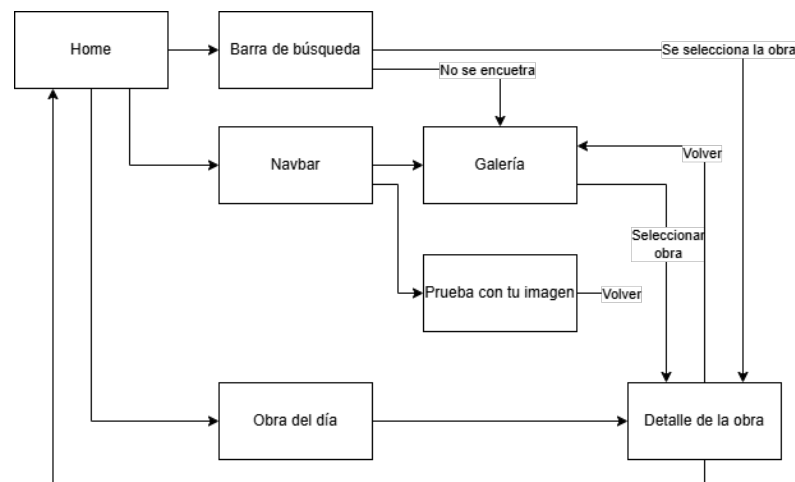 Home
Barra de búsqueda
Se selecciona la obra
No se encuetra
Navbar
Galería
Volver
Seleccionar
obra
Prueba con tu imagen
Volver
Obra del día
Detalle de la obra